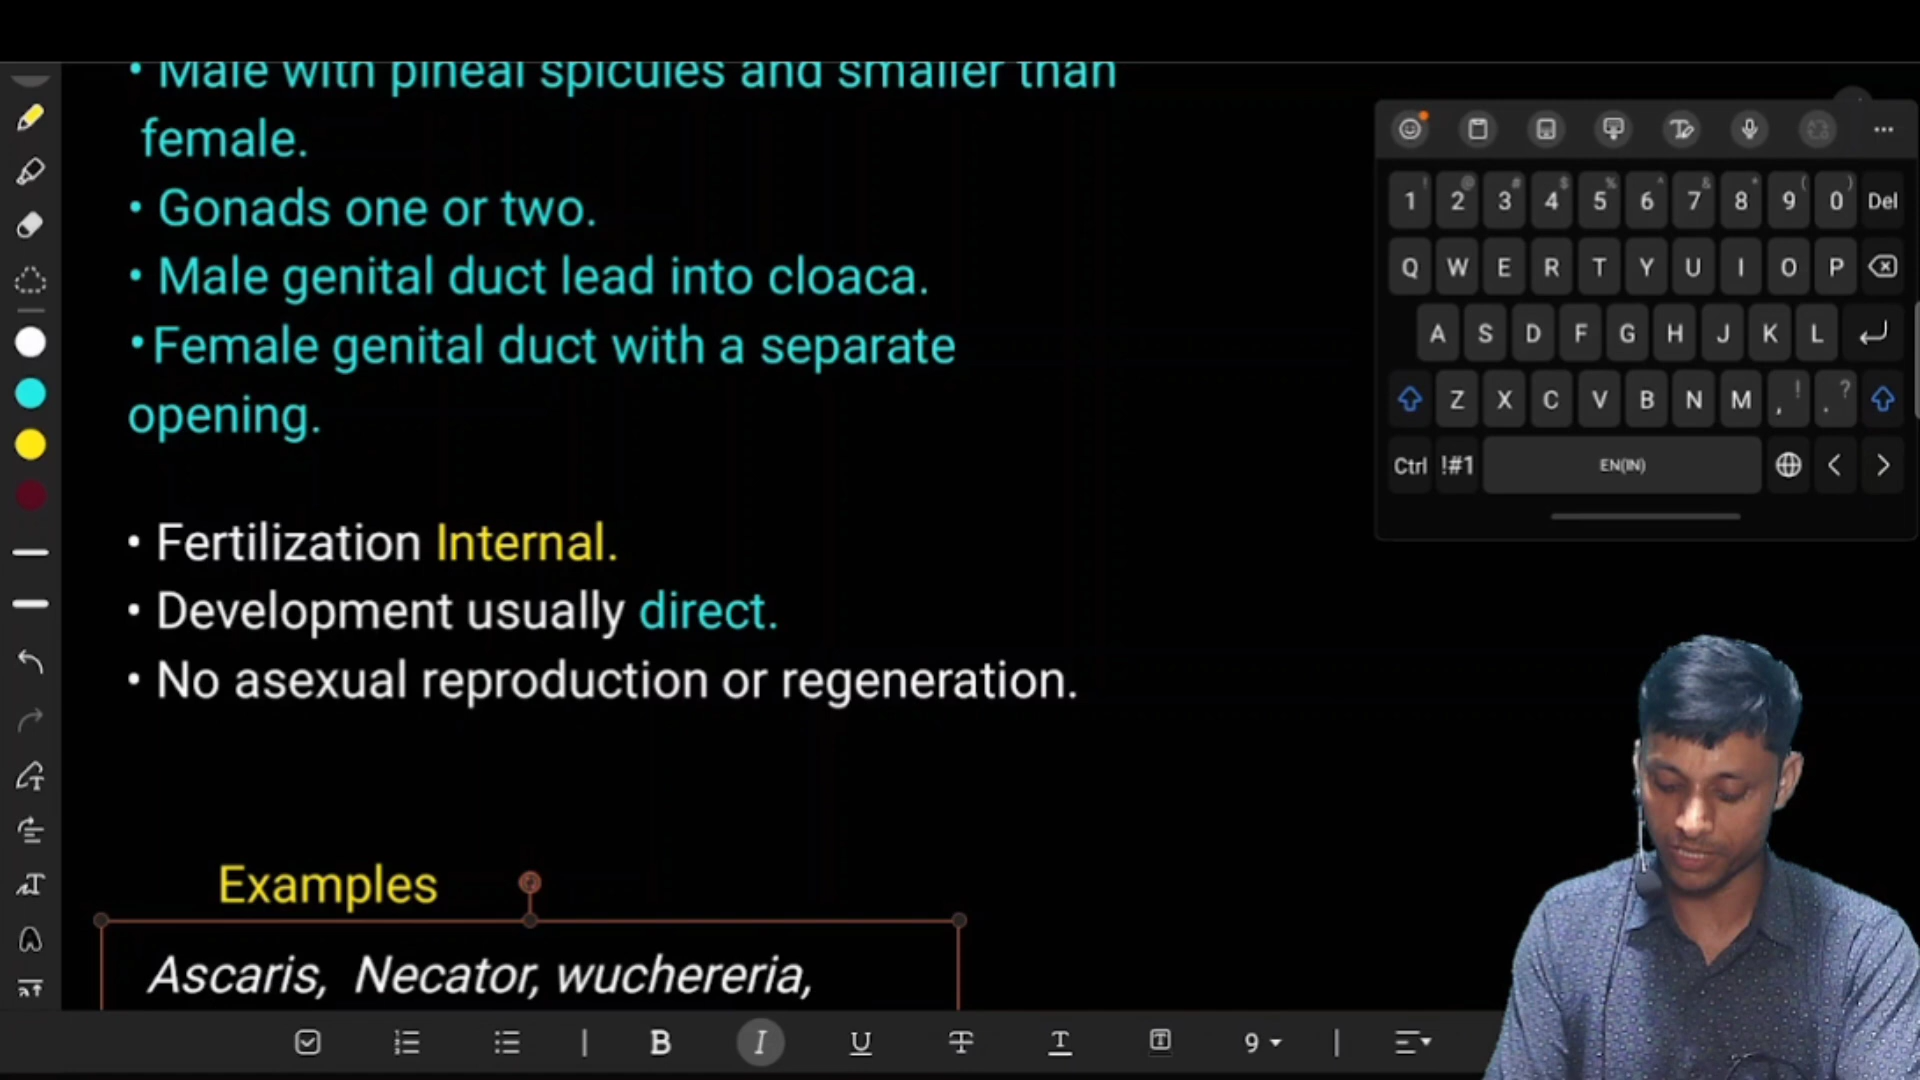 • Male with pineal spicules and smaller than
female.
• Gonads one or two.
• Male genital duct lead into cloaca.
• Female genital duct with a separate
opening.
• Fertilization Internal.
• Development usually direct.
• No asexual reproduction or regeneration.
Examples
Ascaris, Necator, wuchereria,
1 2 3 4 5 6 7 8 9 0 Del
Q W E R T Y U I O P
A S D F G H J K L
Z X C V B N M , ! . ?
Ctrl !#1 EN(IN) < >
B I U T T T 9